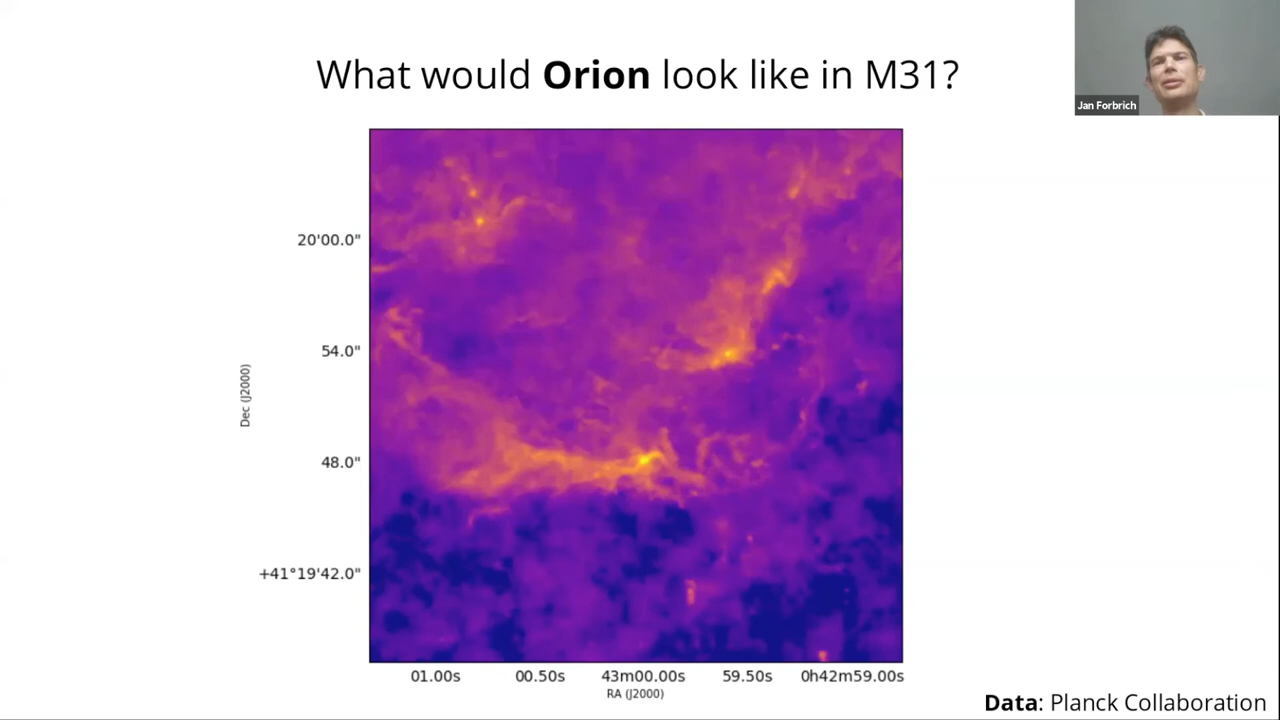 What would Orion look like in M31?
Jan Forbrich
20'00.0"
54.0"
48.0"
+41°19'42.0"
Dec (J2000)
01.00s 00.50s 43m00.00s 59.50s 0h42m59.00s
RA (J2000)
Data: Planck Collaboration